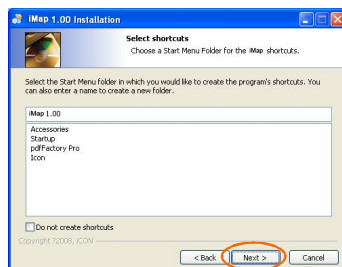 iMap 1.00 Installation
Select shortcuts
Choose a Start Menu Folder for the iMap shortcuts.
Select the Start Menu folder in which you would like to create the program's shortcuts. You
can also enter a name to create a new folder.
iMap 1.00
Accessories
Startup
pdfFactory Pro
Icon
Do not create shortcuts
Copyright ?2008, iCON
< Back
Next >
Cancel